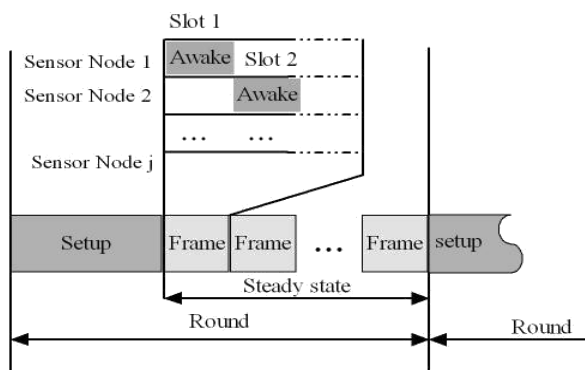 Slot 1
Sensor Node 1 Awake Slot 2
Sensor Node 2 Awake
... ...
Sensor Node j
Setup Frame Frame ... Frame setup
Steady state
Round
Round